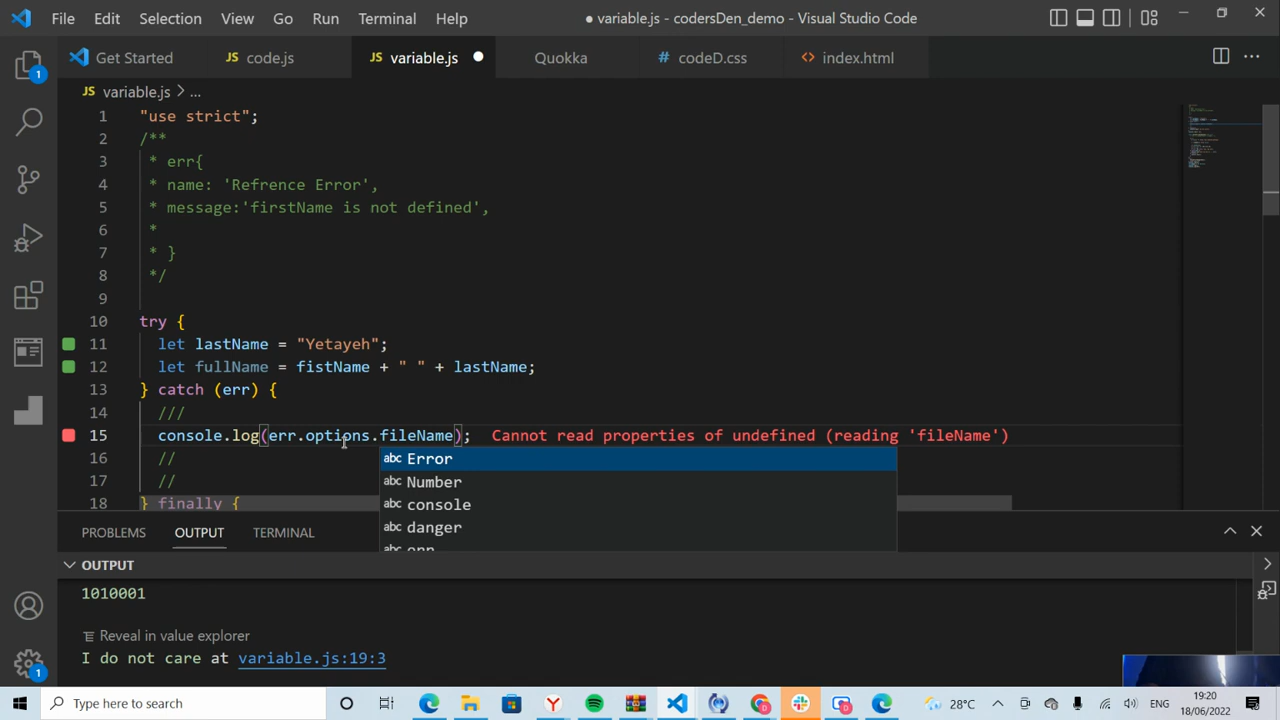 File Edit Selection View Go Run Terminal Help ● variable.js - codersDen_demo - Visual Studio Code
Get Started JS code.js JS variable.js Quokka # codeD.css <> index.html ...
JS variable.js > ...
1 "use strict";
2 /**
3 * err{
4 * name: 'Refrence Error',
5 * message:'firstName is not defined',
6 *
7 * }
8 */
9
10 try {
11 let lastName = "Yetayeh";
12 let fullName = fistName + " " + lastName;
13 } catch (err) {
14 ///
15 console.log(err.options.fileName); Cannot read properties of undefined (reading 'fileName')
16 //
17 //
18 } finally {
abc Error
abc Number
abc console
abc danger
PROBLEMS OUTPUT TERMINAL
OUTPUT
1010001
Reveal in value explorer
I do not care at variable.js:19:3
1
1
Type here to search
28°C ENG 19:20
18/06/2022